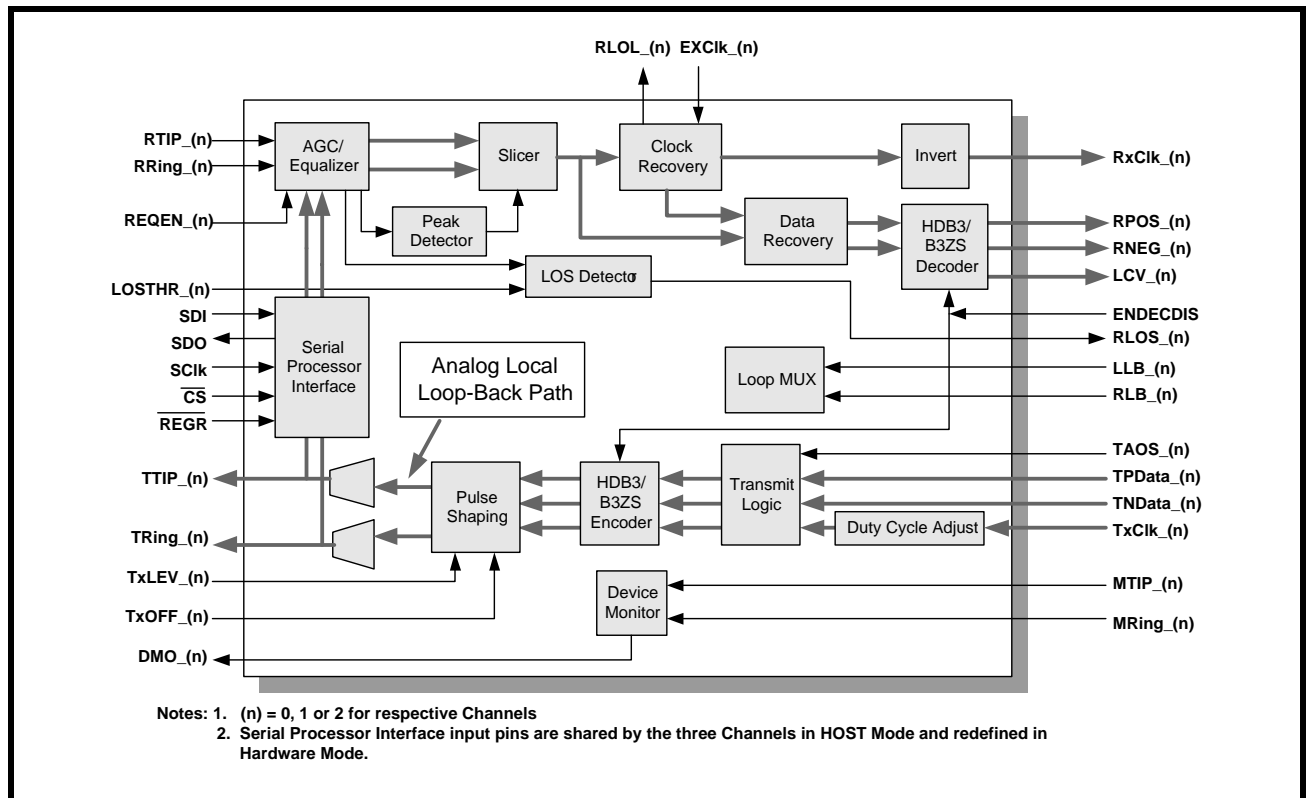 RLOL_(n) EXClk_(n)
RTIP_(n)
RRing_(n)
REQEN_(n)
LOSTHR_(n)
SDI
SDO
SClk
CS
REGR
TTIP_(n)
TRing_(n)
TxLEV_(n)
TxOFF_(n)
DMO_(n)
AGC/
Equalizer
Slicer
Clock
Recovery
Invert
Peak
Detector
Data
Recovery
HDB3/
B3ZS
Decoder
LOS Detector
Serial
Processor
Interface
Analog Local
Loop-Back Path
Loop MUX
Pulse
Shaping
HDB3/
B3ZS
Encoder
Transmit
Logic
Duty Cycle Adjust
Device
Monitor
RxClk_(n)
RPOS_(n)
RNEG_(n)
LCV_(n)
ENDECDIS
RLOS_(n)
LLB_(n)
RLB_(n)
TAOS_(n)
TPData_(n)
TNData_(n)
TxClk_(n)
MTIP_(n)
MRing_(n)
Notes: 1. (n) = 0, 1 or 2 for respective Channels
2. Serial Processor Interface input pins are shared by the three Channels in HOST Mode and redefined in
Hardware Mode.